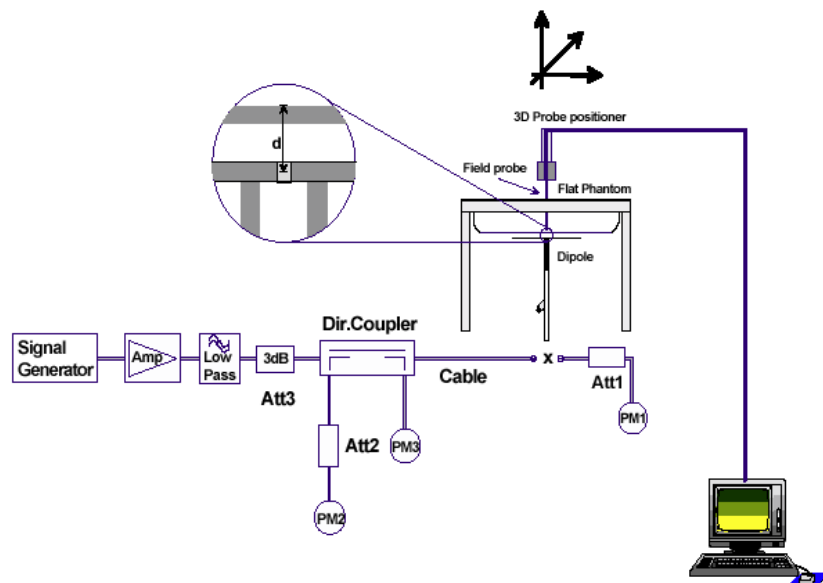 3D Probe positioner
d
Field probe
Flat Phantom
Dipole
Dir.Coupler
Signal
Generator
Amp
Low
Pass
3dB
Cable
x
Att1
Att3
Att2
PM3
PM1
PM2